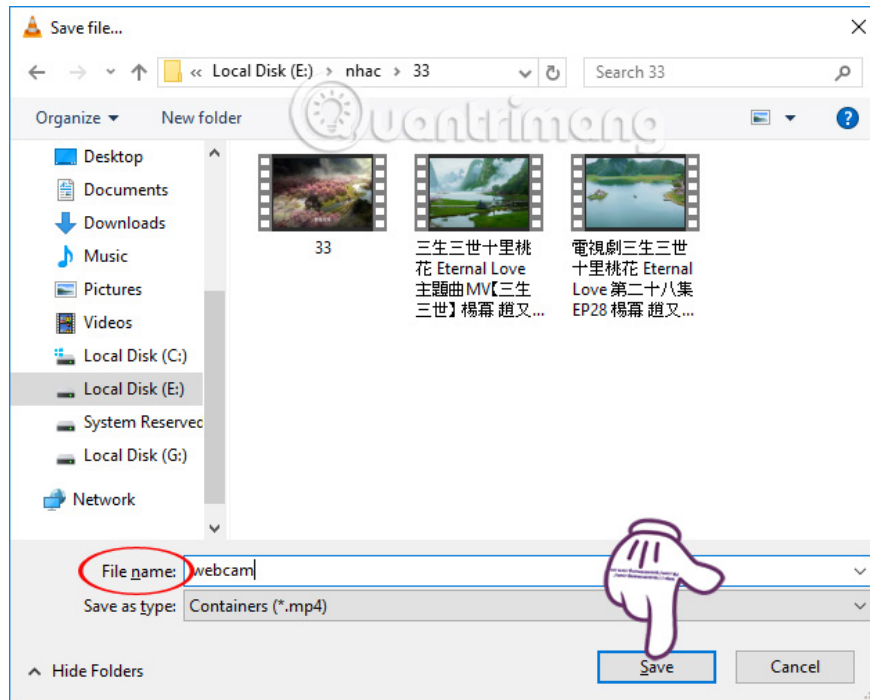 Save file...
« Local Disk (E:) › nhac › 33
Search 33
Organize
New folder
Quantrimang
Desktop
Documents
Downloads
Music
Pictures
Videos
Local Disk (C:)
Local Disk (E:)
System Reserved
Local Disk (G:)
Network
33
三生三世十里桃
花 Eternal Love
主題曲MV【三生
三世】楊冪 趙又...
電視劇三生三世
十里桃花 Eternal
Love 第二十八集
EP28 楊冪 趙又...
File name: webcam
Save as type: Containers (*.mp4)
Hide Folders
Save
Cancel